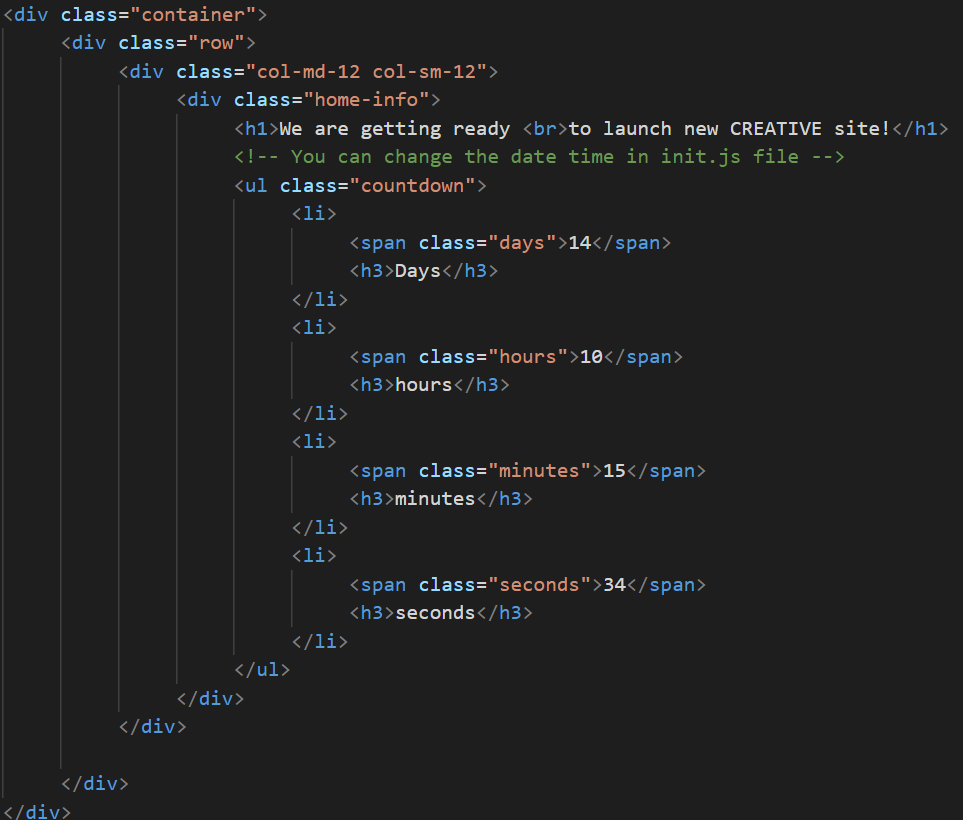 <div class="container">
<div class="row">
<div class="col-md-12 col-sm-12">
<div class="home-info">
<h1>We are getting ready <br>to launch new CREATIVE site!</h1>
<!-- You can change the date time in init.js file -->
<ul class="countdown">
<li>
<span class="days">14</span>
<h3>Days</h3>
</li>
<li>
<span class="hours">10</span>
<h3>hours</h3>
</li>
<li>
<span class="minutes">15</span>
<h3>minutes</h3>
</li>
<li>
<span class="seconds">34</span>
<h3>seconds</h3>
</li>
</ul>
</div>
</div>
</div>
</div>